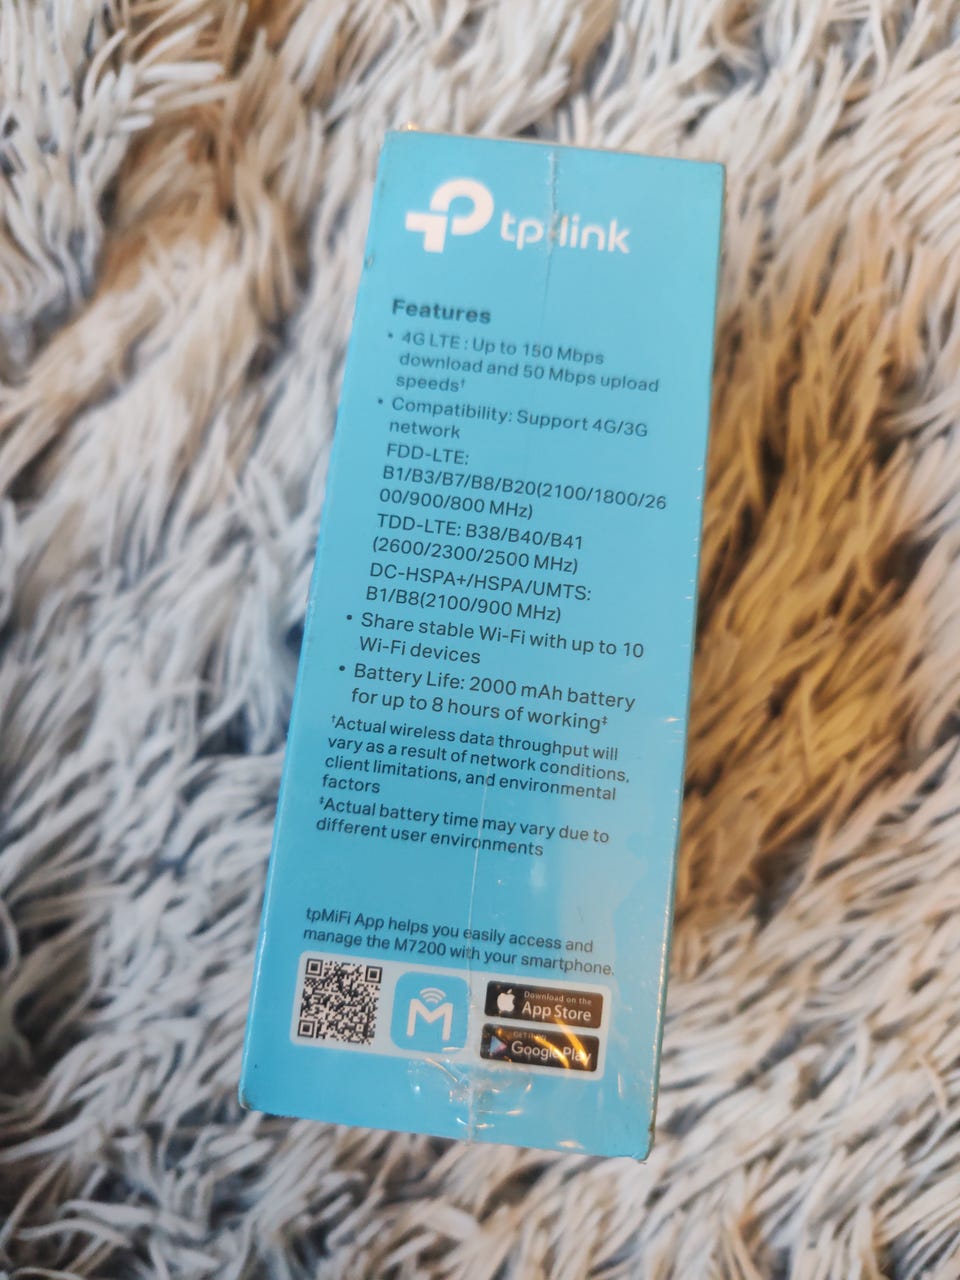 tp-link
Features
• 4G LTE : Up to 150 Mbps
download and 50 Mbps upload
speeds†
• Compatibility: Support 4G/3G
network
FDD-LTE:
B1/B3/B7/B8/B20(2100/1800/26
00/900/800 MHz)
TDD-LTE: B38/B40/B41
(2600/2300/2500 MHz)
DC-HSPA+/HSPA/UMTS:
B1/B8(2100/900 MHz)
• Share stable Wi-Fi with up to 10
Wi-Fi devices
• Battery Life: 2000 mAh battery
for up to 8 hours of working‡
†Actual wireless data throughput will
vary as a result of network conditions,
client limitations, and environmental
factors
‡Actual battery time may vary due to
different user environments
tpMiFi App helps you easily access and
manage the M7200 with your smartphone.
M
Download on the
App Store
GET IT ON
Google Play